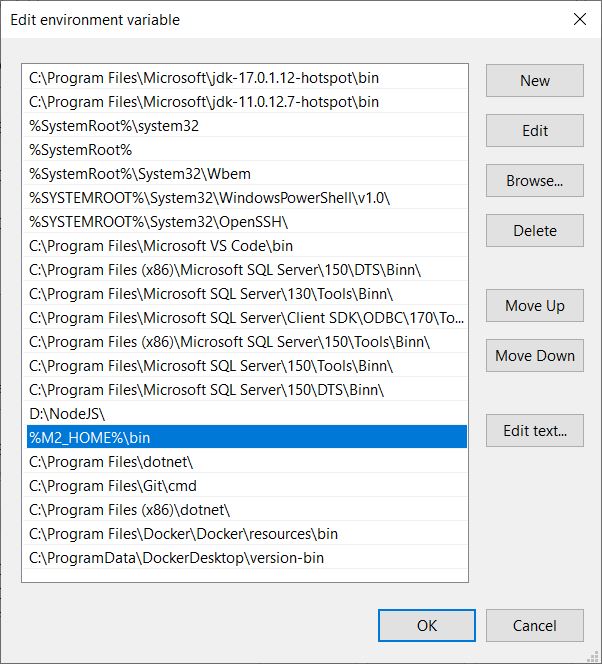 Edit environment variable
C:\Program Files\Microsoft\jdk-17.0.1.12-hotspot\bin
C:\Program Files\Microsoft\jdk-11.0.12.7-hotspot\bin
%SystemRoot%\system32
%SystemRoot%
%SystemRoot%\System32\Wbem
%SYSTEMROOT%\System32\WindowsPowerShell\v1.0\
%SYSTEMROOT%\System32\OpenSSH\
C:\Program Files\Microsoft VS Code\bin
C:\Program Files (x86)\Microsoft SQL Server\150\DTS\Binn\
C:\Program Files\Microsoft SQL Server\130\Tools\Binn\
C:\Program Files\Microsoft SQL Server\Client SDK\ODBC\170\To...
C:\Program Files (x86)\Microsoft SQL Server\150\Tools\Binn\
C:\Program Files\Microsoft SQL Server\150\Tools\Binn\
C:\Program Files\Microsoft SQL Server\150\DTS\Binn\
D:\NodeJS\
%M2_HOME%\bin
C:\Program Files\dotnet\
C:\Program Files\Git\cmd
C:\Program Files (x86)\dotnet\
C:\Program Files\Docker\Docker\resources\bin
C:\ProgramData\DockerDesktop\version-bin
New
Edit
Browse...
Delete
Move Up
Move Down
Edit text...
OK
Cancel